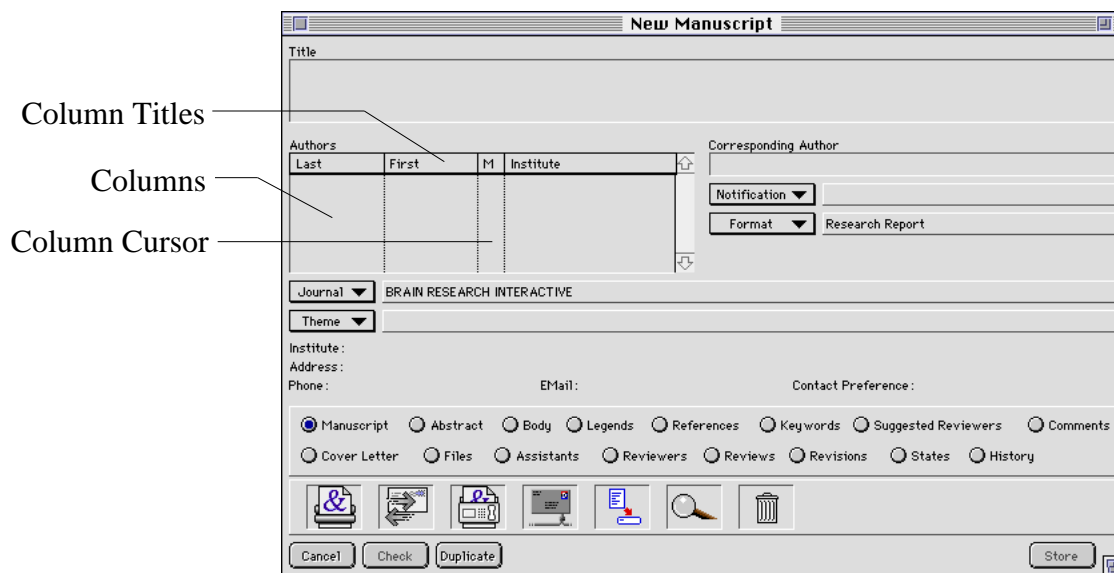 New Manuscript
Title
Column Titles
Authors
Corresponding Author
Last First M Institute
Columns
Notification
Format Research Report
Column Cursor
Journal BRAIN RESEARCH INTERACTIVE
Theme
Institute :
Address :
Phone : EMail : Contact Preference :
Manuscript Abstract Body Legends References Keywords Suggested Reviewers Comments
Cover Letter Files Assistants Reviewers Reviews Revisions States History
& &
Cancel Check Duplicate Store